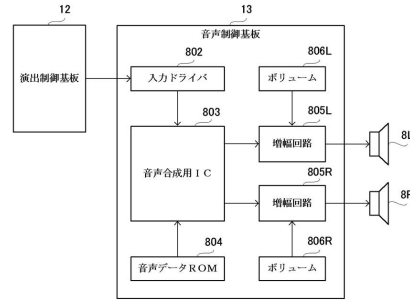 12
13
音声制御基板
802
806L
演出制御基板
入力ドライバ
ボリューム
803
805L
8L
音声合成用IC
増幅回路
805R
8R
増幅回路
804
806R
音声データROM
ボリューム